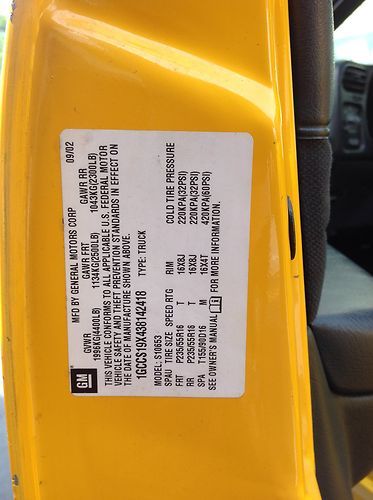 MFD BY GENERAL MOTORS CORP 09/02
GM
GVWR GAWR FRT GAWR RR
1996KG(4400LB) 1134KG(2500LB) 1043KG(2300LB)
THIS VEHICLE CONFORMS TO ALL APPLICABLE U.S. FEDERAL MOTOR
VEHICLE SAFETY AND THEFT PREVENTION STANDARDS IN EFFECT ON
THE DATE OF MANUFACTURE SHOWN ABOVE.
1GCCS19X438142418 TYPE: TRUCK
MODEL: S10653
SPAU TIRE SIZE SPEED RTG RIM COLD TIRE PRESSURE
FRT P235/55R16 T 16X8J 220KPA(32PSI)
RR P235/55R16 T 16X8J 220KPA(32PSI)
SPA T155/90D16 M 16X4T 420KPA(60PSI)
SEE OWNER'S MANUAL FOR MORE INFORMATION.